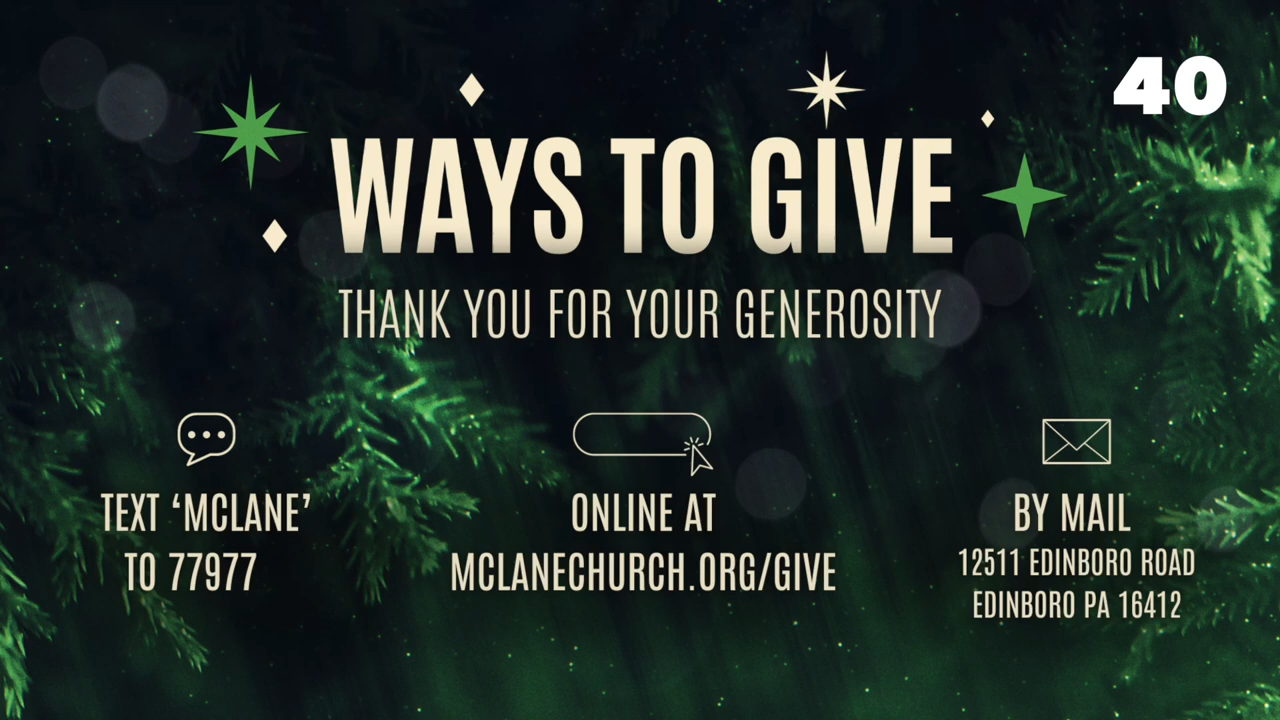 40
WAYS TO GIVE
THANK YOU FOR YOUR GENEROSITY
TEXT ‘MCLANE’
TO 77977
ONLINE AT
MCLANECHURCH.ORG/GIVE
BY MAIL
12511 EDINBORO ROAD
EDINBORO PA 16412